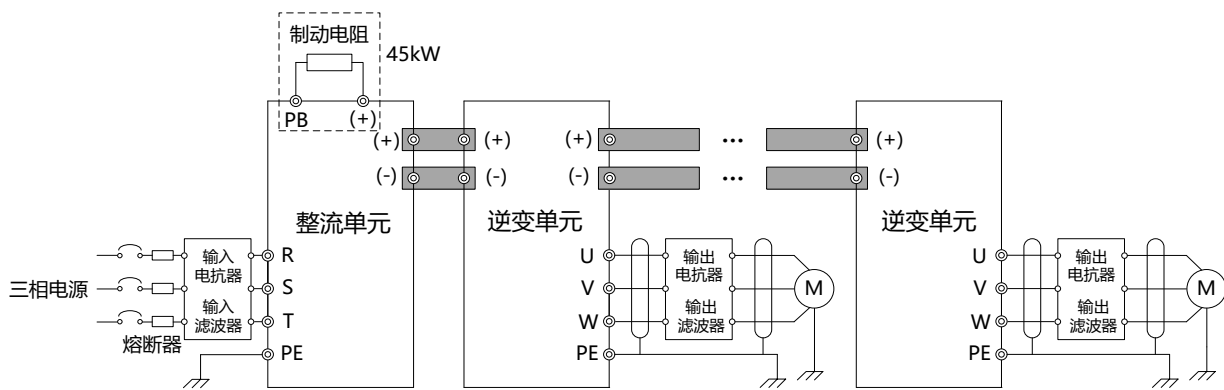 制动电阻
45kW
PB
(+)
(+)
(+)
(+)
...
(+)
(-)
(-)
(-)
...
(-)
整流单元
逆变单元
逆变单元
三相电源
熔断器
输入
电抗器
输入
滤波器
R
S
T
PE
U
V
W
PE
输出
电抗器
输出
滤波器
M
U
V
W
PE
输出
电抗器
输出
滤波器
M